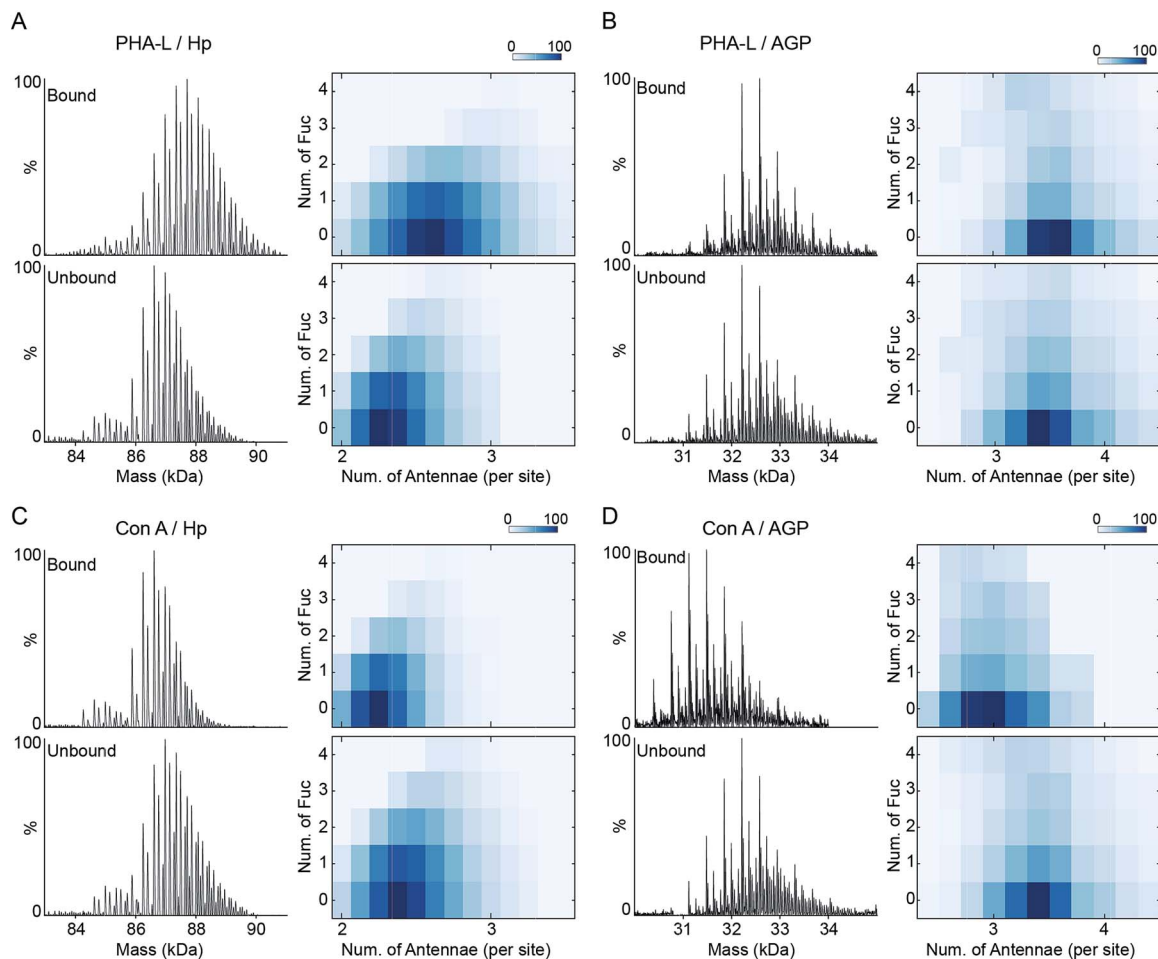 A
PHA-L / Hp
0 100
Bound
100
%
0
Num. of Fuc
4
3
2
1
0
Unbound
100
%
0
84 86 88 90
Mass (kDa)
Num. of Fuc
4
3
2
1
0
2 3
Num. of Antennae (per site)
B
PHA-L / AGP
0 100
Bound
100
%
0
Num. of Fuc
4
3
2
1
0
Unbound
100
%
0
31 32 33 34
Mass (kDa)
No. of Fuc
4
3
2
1
0
3 4
Num. of Antennae (per site)
C
Con A / Hp
0 100
Bound
100
%
0
Num. of Fuc
4
3
2
1
0
Unbound
100
%
0
84 86 88 90
Mass (kDa)
Num. of Fuc
4
3
2
1
0
2 3
Num. of Antennae (per site)
D
Con A / AGP
0 100
Bound
100
%
0
Num. of Fuc
4
3
2
1
0
Unbound
100
%
0
31 32 33 34
Mass (kDa)
Num. of Fuc
4
3
2
1
0
3 4
Num. of Antennae (per site)